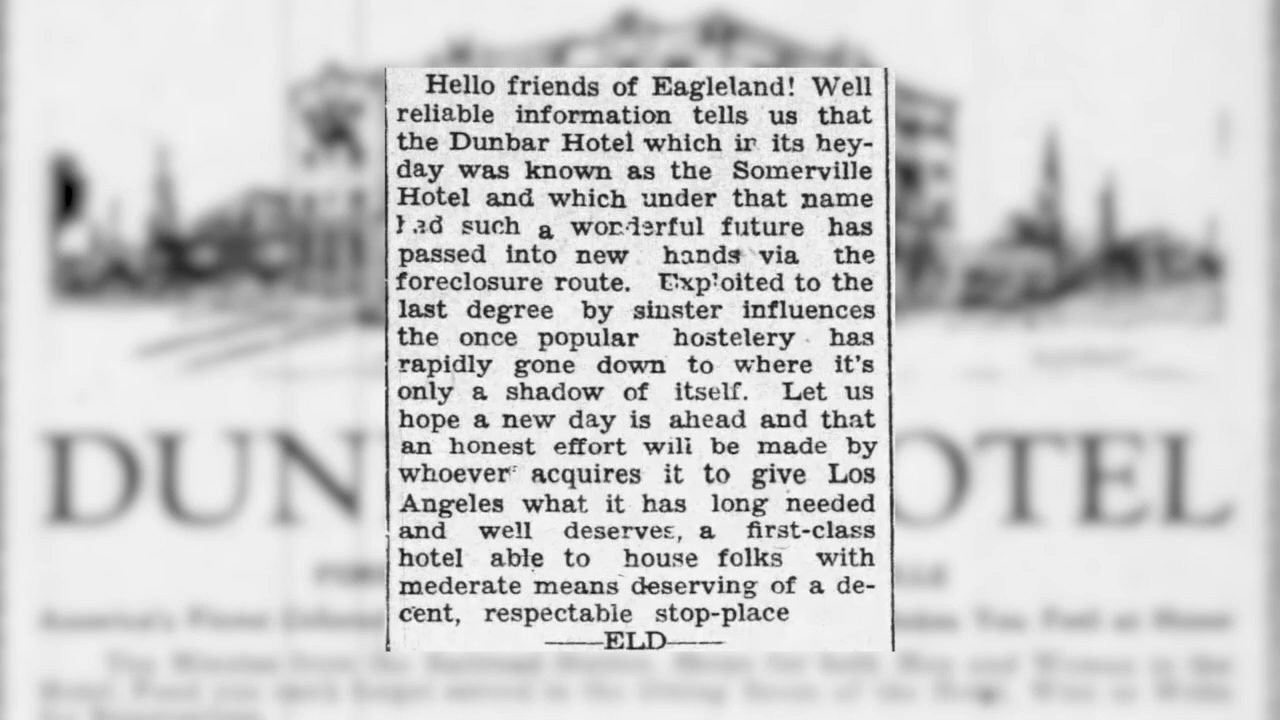 Hello friends of Eagleland! Well
reliable information tells us that
the Dunbar Hotel which in its hey-
day was known as the Somerville
Hotel and which under that name
had such a wonderful future has
passed into new hands via the
foreclosure route. Exploited to the
last degree by sinster influences
the once popular hostelery has
rapidly gone down to where it's
only a shadow of itself. Let us
hope a new day is ahead and that
an honest effort will be made by
whoever acquires it to give Los
Angeles what it has long needed
and well deserves, a first-class
hotel able to house folks with
mederate means deserving of a de-
cent, respectable stop-place
——ELD——
DUN OTEL